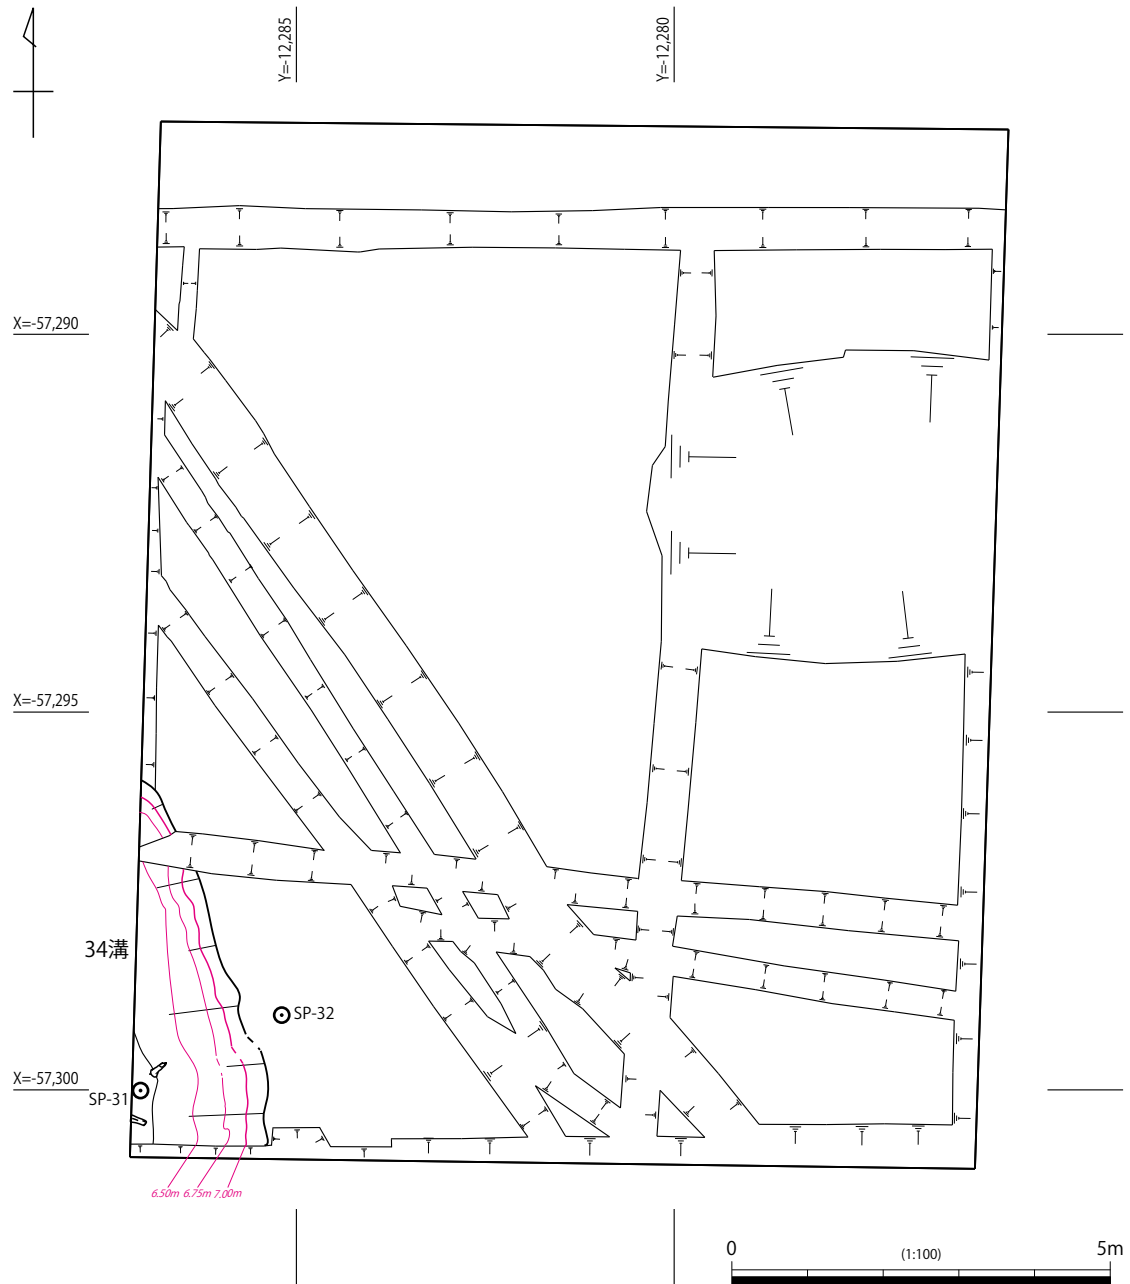 Y=-12,285
Y=-12,280
X=-57,290
X=-57,295
34溝
SP-32
X=-57,300
SP-31
6.50m 6.75m 7.00m
0 (1:100) 5m